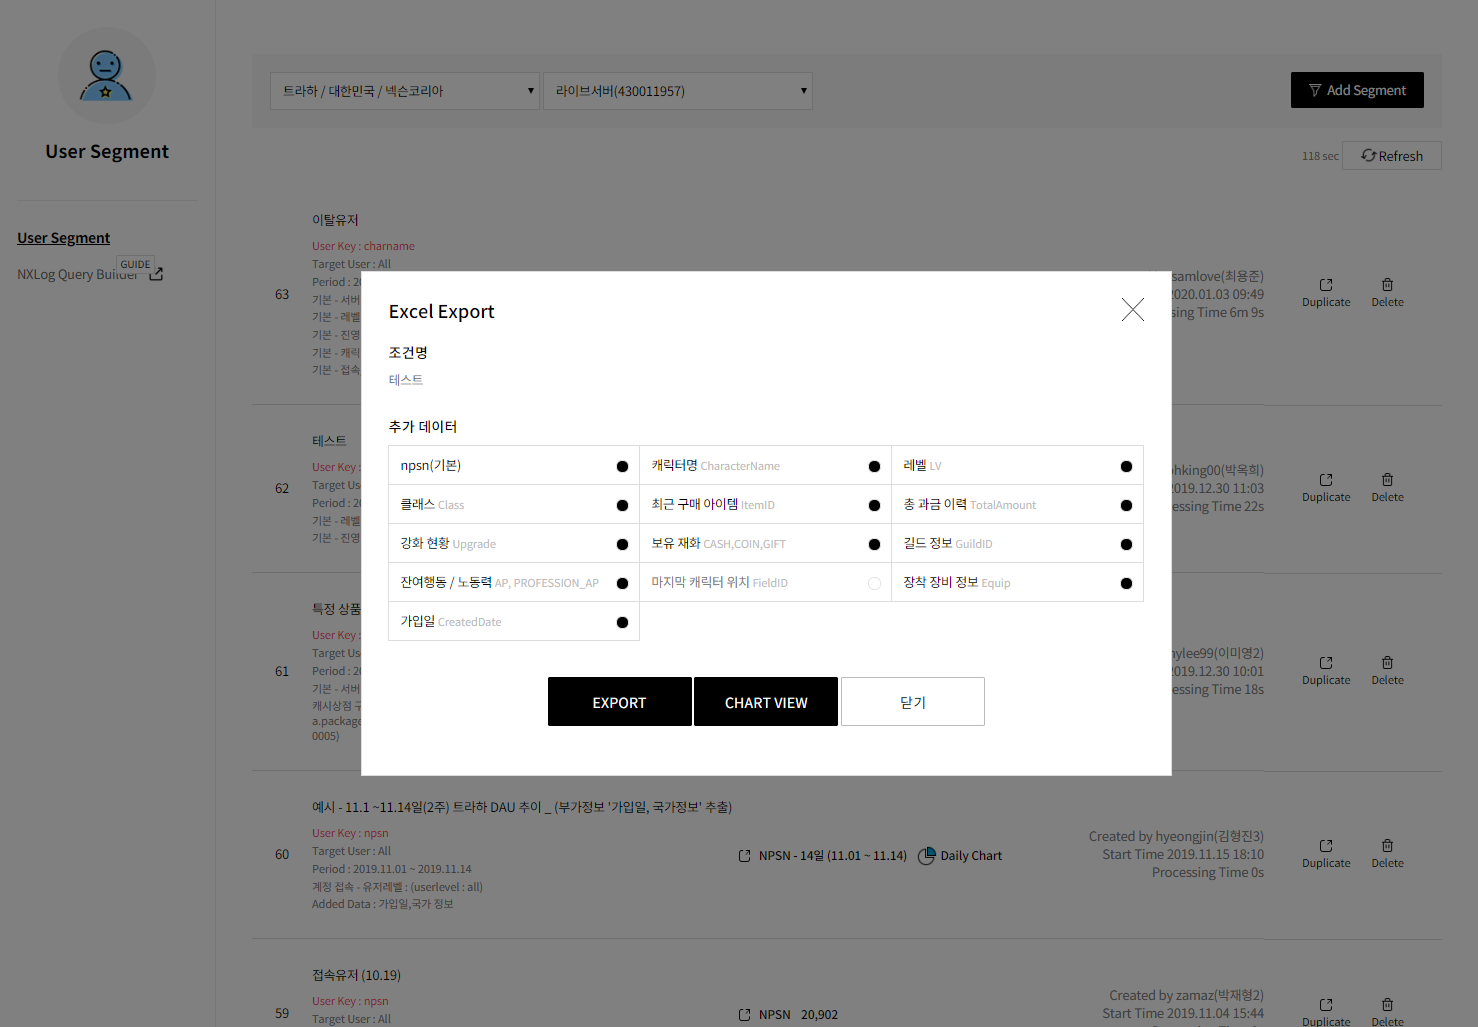 User Segment
User Segment
GUIDE
NXLog Query Builder
트라하 / 대한민국 / 넥슨코리아
라이브서버(430011957)
Add Segment
118 sec
Refresh
63
이탈유저
User Key : charname
Target User : All
Period :
기본 - 서버
기본 - 레벨
기본 - 진영
기본 - 캐릭
기본 - 접속
samlove(최용준)
2020.01.03 09:49
sing Time 6m 9s
Duplicate
Delete
62
테스트
User Key :
Target Us
Period : 20
기본 - 레벨
기본 - 진영
hking00(박옥희)
2019.12.30 11:03
essing Time 22s
Duplicate
Delete
61
특정 상품
User Key :
Target Us
Period : 20
기본 - 서버
캐시상점 구
a.package
0005)
ylee99(이미영2)
2019.12.30 10:01
essing Time 18s
Duplicate
Delete
Excel Export
조건명
테스트
추가 데이터
npsn(기본)
캐릭터명 CharacterName
레벨 LV
클래스 Class
최근 구매 아이템 ItemID
총 과금 이력 TotalAmount
강화 현황 Upgrade
보유 재화 CASH,COIN,GIFT
길드 정보 GuildID
잔여행동 / 노동력 AP, PROFESSION_AP
마지막 캐릭터 위치 FieldID
장착 장비 정보 Equip
가입일 CreatedDate
EXPORT
CHART VIEW
닫기
60
예시 - 11.1 ~11.14일(2주) 트라하 DAU 추이 _ (부가정보 '가입일, 국가정보' 추출)
User Key : npsn
Target User : All
Period : 2019.11.01 ~ 2019.11.14
계정 접속 - 유저레벨 : (userlevel : all)
Added Data : 가입일,국가 정보
NPSN - 14일 (11.01 ~ 11.14)
Daily Chart
Created by hyeongjin(김형진3)
Start Time 2019.11.15 18:10
Processing Time 0s
Duplicate
Delete
59
접속유저 (10.19)
User Key : npsn
Target User : All
NPSN 20,902
Created by zamaz(박재형2)
Start Time 2019.11.04 15:44
Duplicate
Delete